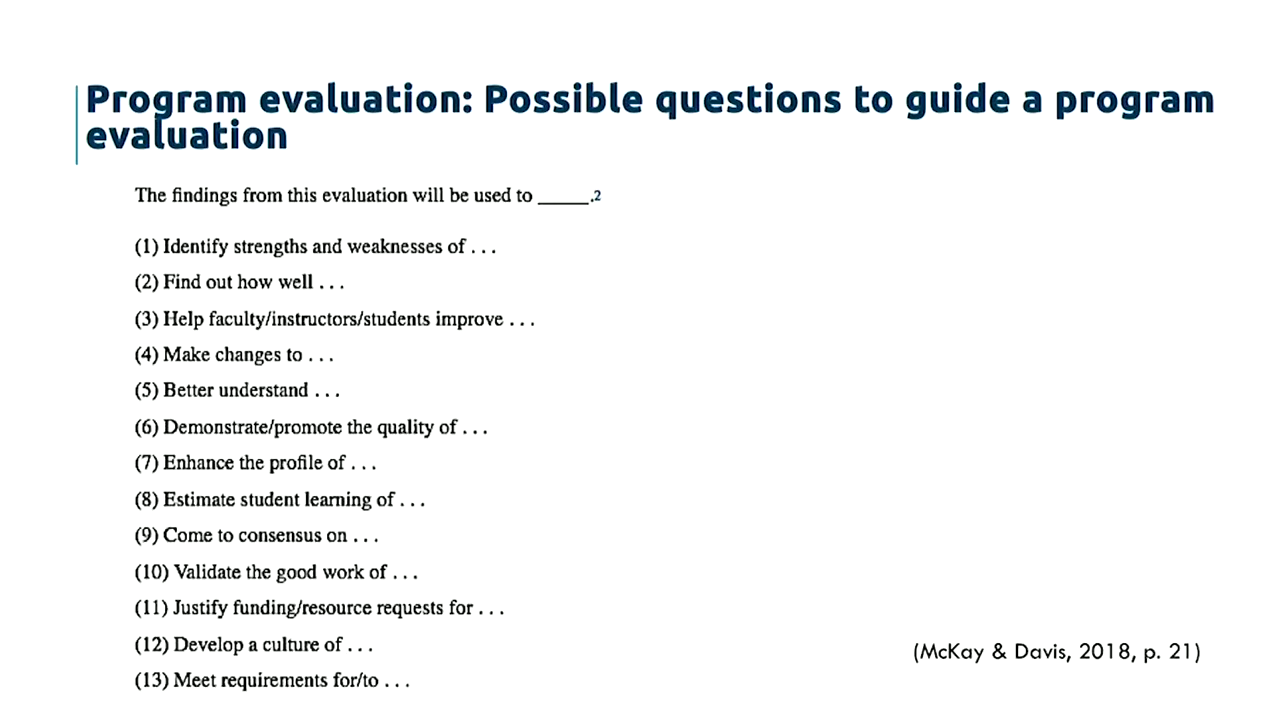 Program evaluation: Possible questions to guide a program
evaluation
The findings from this evaluation will be used to _____.2
(1) Identify strengths and weaknesses of . . .
(2) Find out how well . . .
(3) Help faculty/instructors/students improve . . .
(4) Make changes to . . .
(5) Better understand . . .
(6) Demonstrate/promote the quality of . . .
(7) Enhance the profile of . . .
(8) Estimate student learning of . . .
(9) Come to consensus on . . .
(10) Validate the good work of . . .
(11) Justify funding/resource requests for . . .
(12) Develop a culture of . . .
(13) Meet requirements for/to . . .
(McKay & Davis, 2018, p. 21)